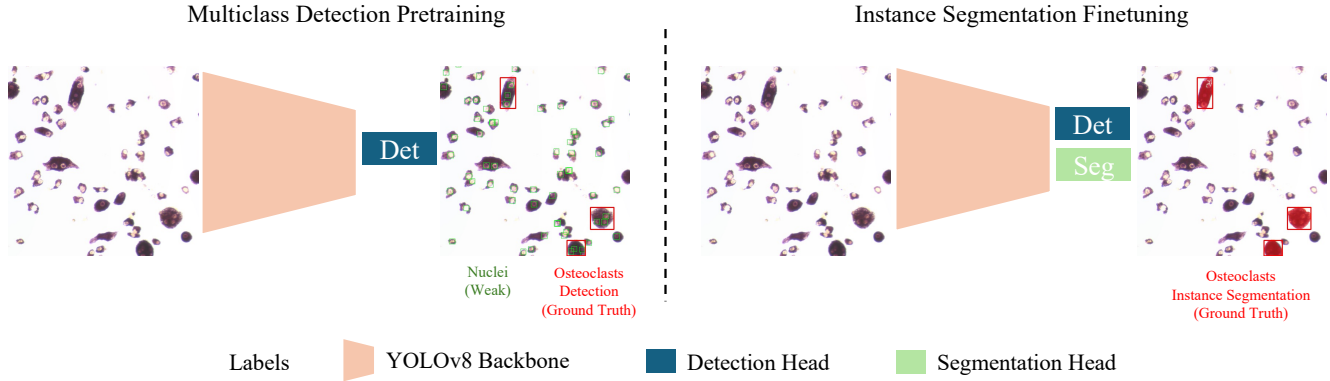 Multiclass Detection Pretraining
Instance Segmentation Finetuning
Det
Det
Seg
Nuclei
(Weak)
Osteoclasts
Detection
(Ground Truth)
Osteoclasts
Instance Segmentation
(Ground Truth)
Labels
YOLOv8 Backbone
Detection Head
Segmentation Head